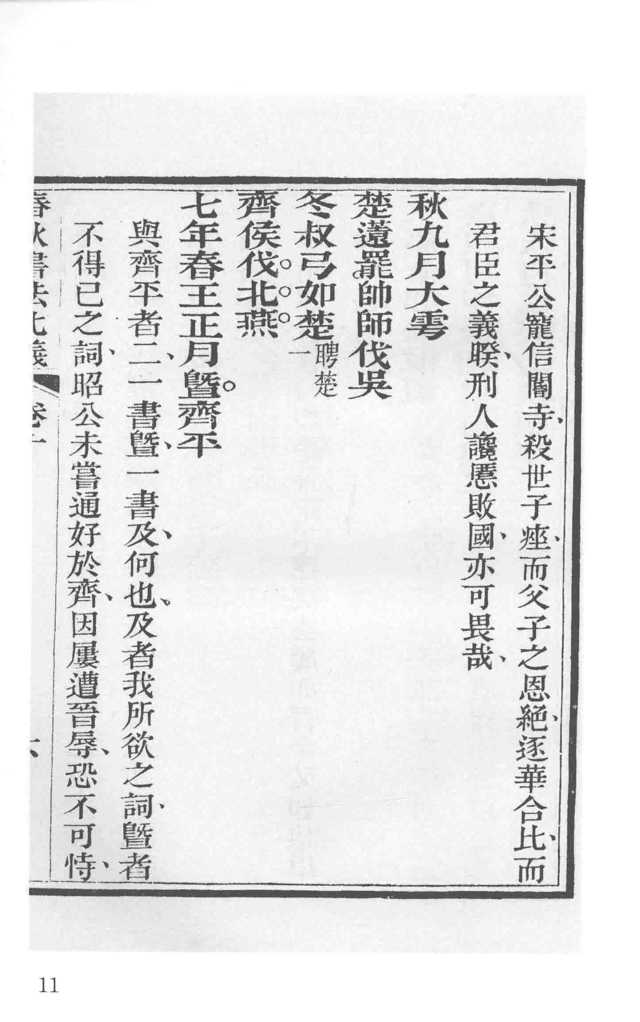 宋平公寵信閽寺、殺世子痤、而父子之恩絕、逐華合比、而
君臣之義暌、刑人讒慝敗國、亦可畏哉、
秋九月大雩
楚薳罷帥師伐吳
冬叔弓如楚 聘楚一
齊侯伐北燕
七年春王正月暨齊平
與齊平者二、一書暨、一書及、何也。及者我所欲之詞、暨者
不得已之詞、昭公未嘗通好於齊、因屢遭晉辱、恐不可恃、
春秋書法比義 卷十
六
11